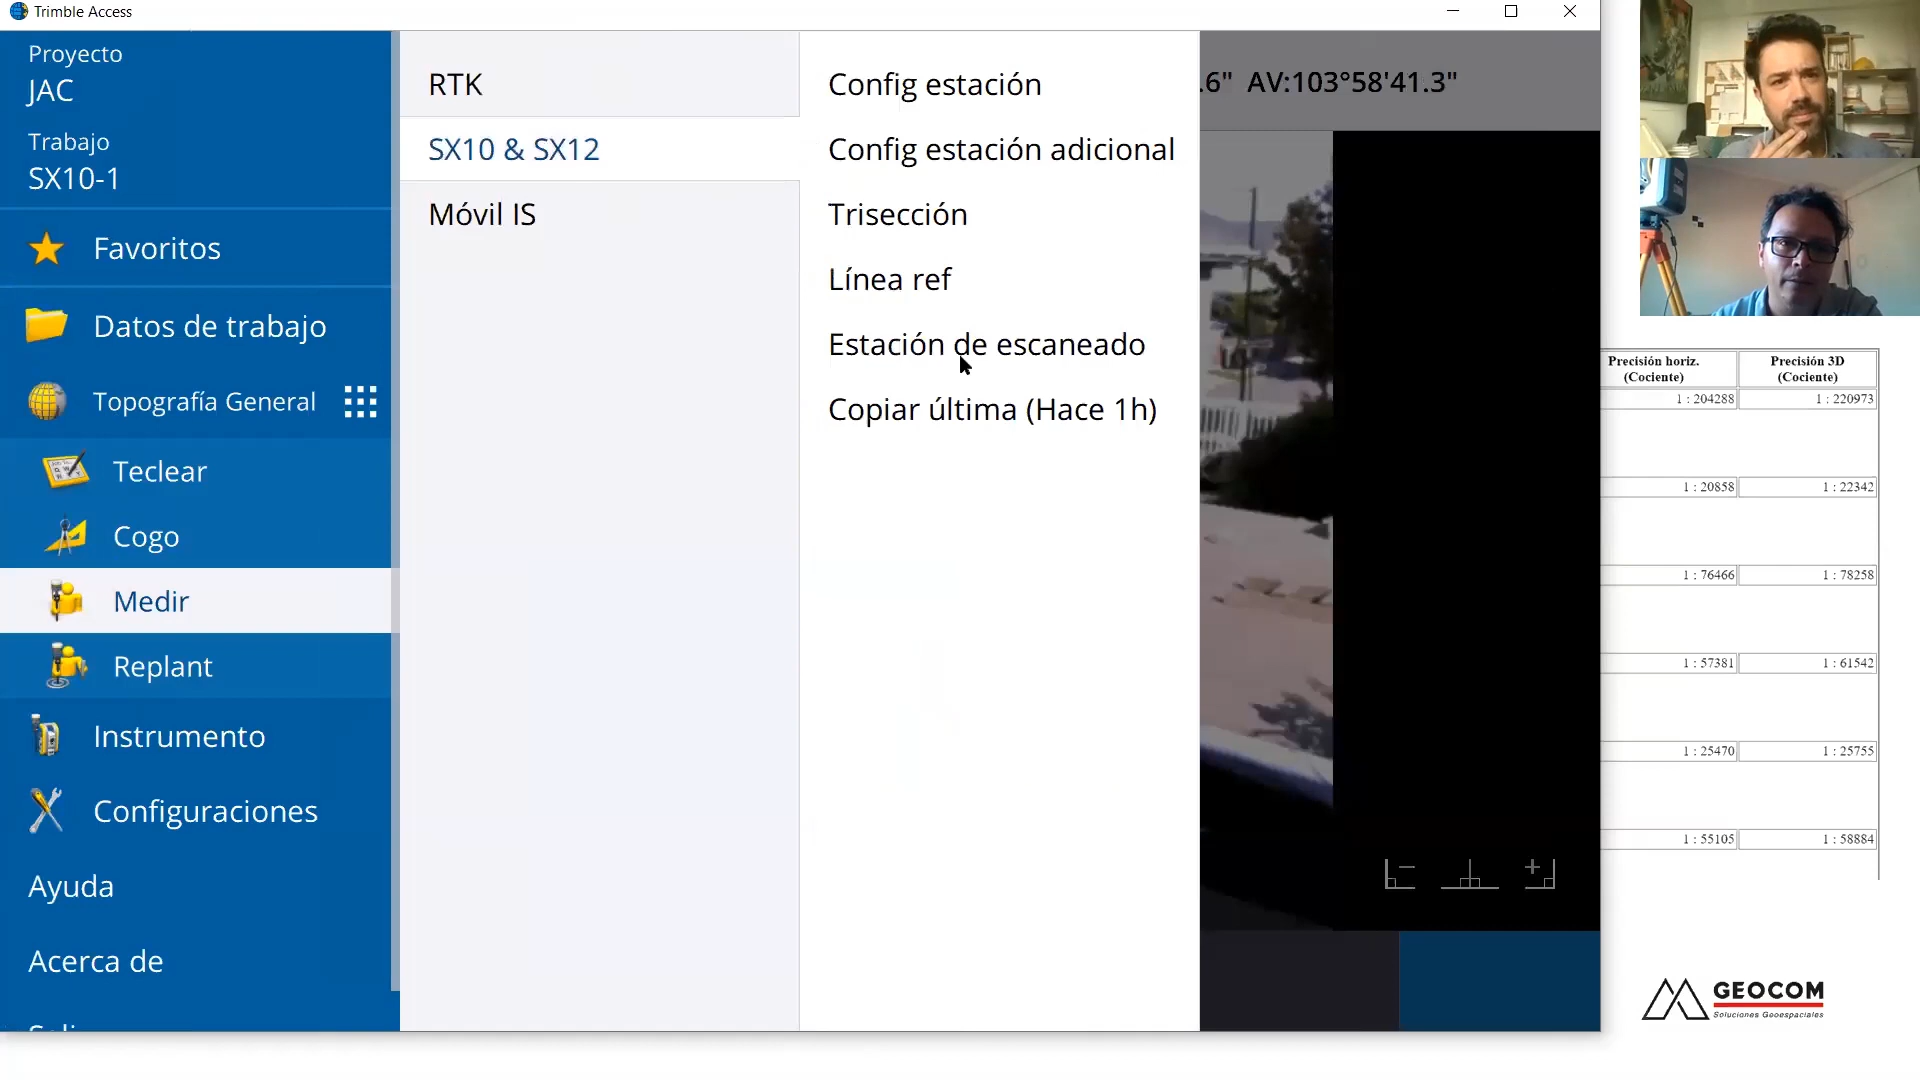 Trimble Access
Proyecto
JAC
Trabajo
SX10-1
Favoritos
Datos de trabajo
Topografía General
Teclear
Cogo
Medir
Replant
Instrumento
Configuraciones
Ayuda
Acerca de
RTK
SX10 & SX12
Móvil IS
Config estación
Config estación adicional
Trisección
Línea ref
Estación de escaneado
Copiar última (Hace 1h)
.6" AV:103°58'41.3"
Precisión horiz. (Cociente)
Precisión 3D (Cociente)
1 : 204288
1 : 220973
1 : 20858
1 : 22342
1 : 76466
1 : 78258
1 : 57381
1 : 61542
1 : 25470
1 : 25755
1 : 55105
1 : 58884
GEOCOM
Soluciones Geoespaciales